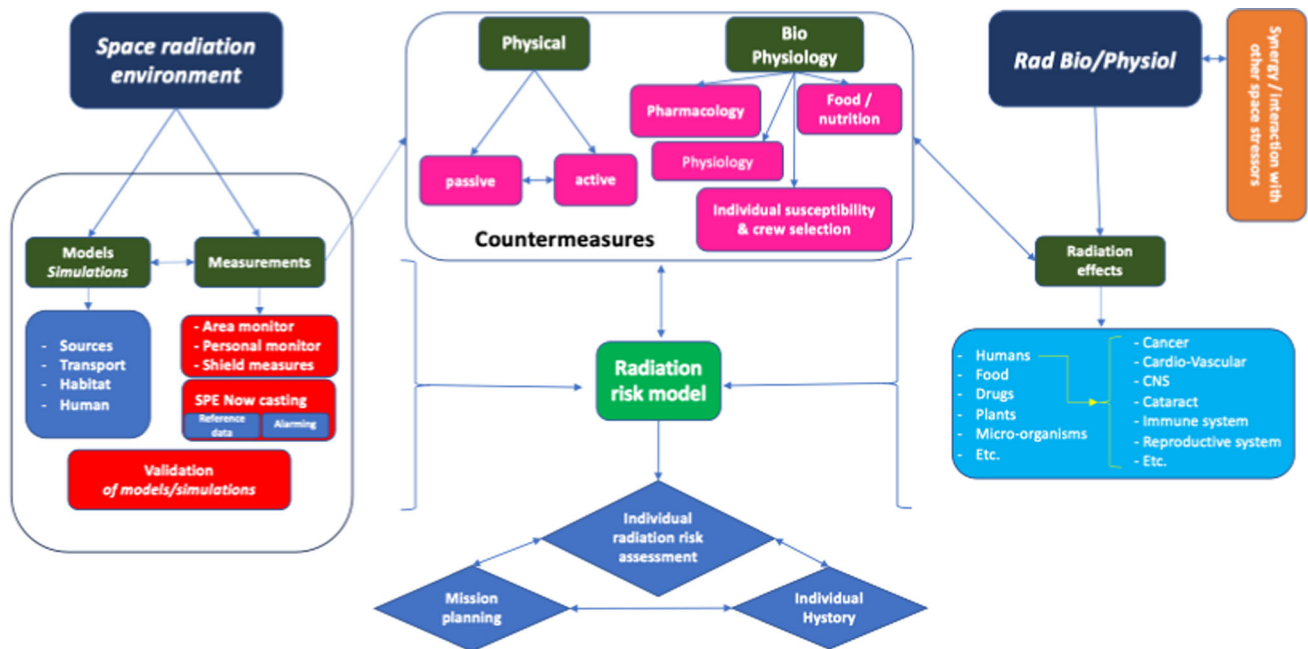 Space radiation
environment
Models
Simulations
Measurements
- Sources
- Transport
- Habitat
- Human
- Area monitor
- Personal monitor
- Shield measures
SPE Now casting
Reference
data
Alarming
Validation
of models/simulations
Physical
passive
active
Bio
Physiology
Pharmacology
Food /
nutrition
Physiology
Individual susceptibility
& crew selection
Countermeasures
Radiation
risk model
Individual
radiation risk
assessment
Mission
planning
Individual
Hystory
Rad Bio/Physiol
Synergy / interaction with
other space stressors
Radiation
effects
- Humans
- Food
- Drugs
- Plants
- Micro-organisms
- Etc.
- Cancer
- Cardio-Vascular
- CNS
- Cataract
- Immune system
- Reproductive system
- Etc.